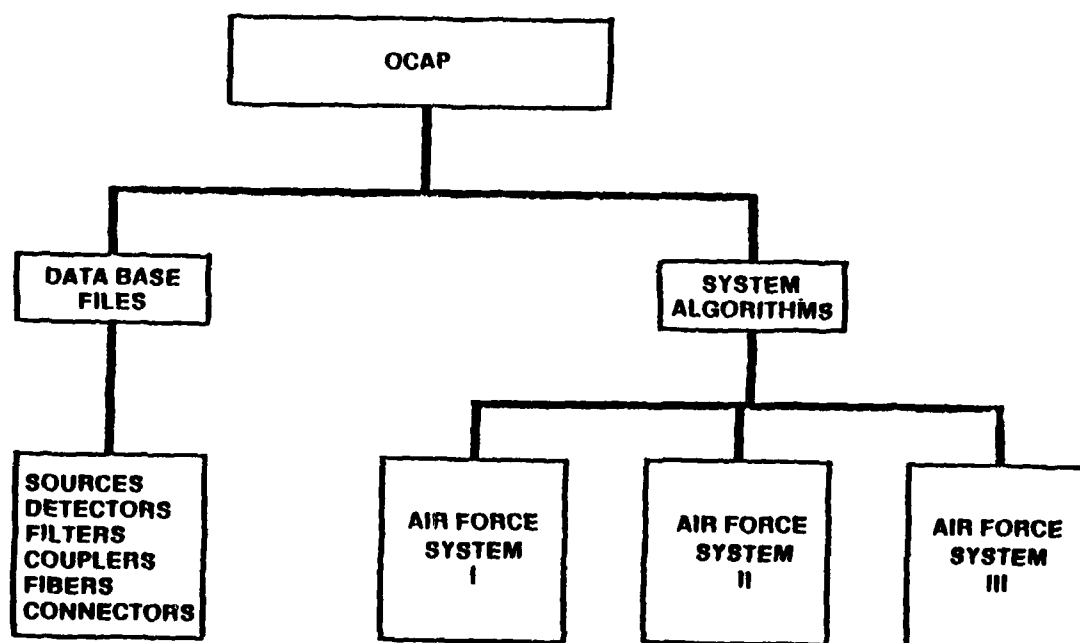 OCAP
DATA BASE
FILES
SYSTEM
ALGORITHMS
SOURCES
DETECTORS
FILTERS
COUPLERS
FIBERS
CONNECTORS
AIR FORCE
SYSTEM
I
AIR FORCE
SYSTEM
II
AIR FORCE
SYSTEM
III